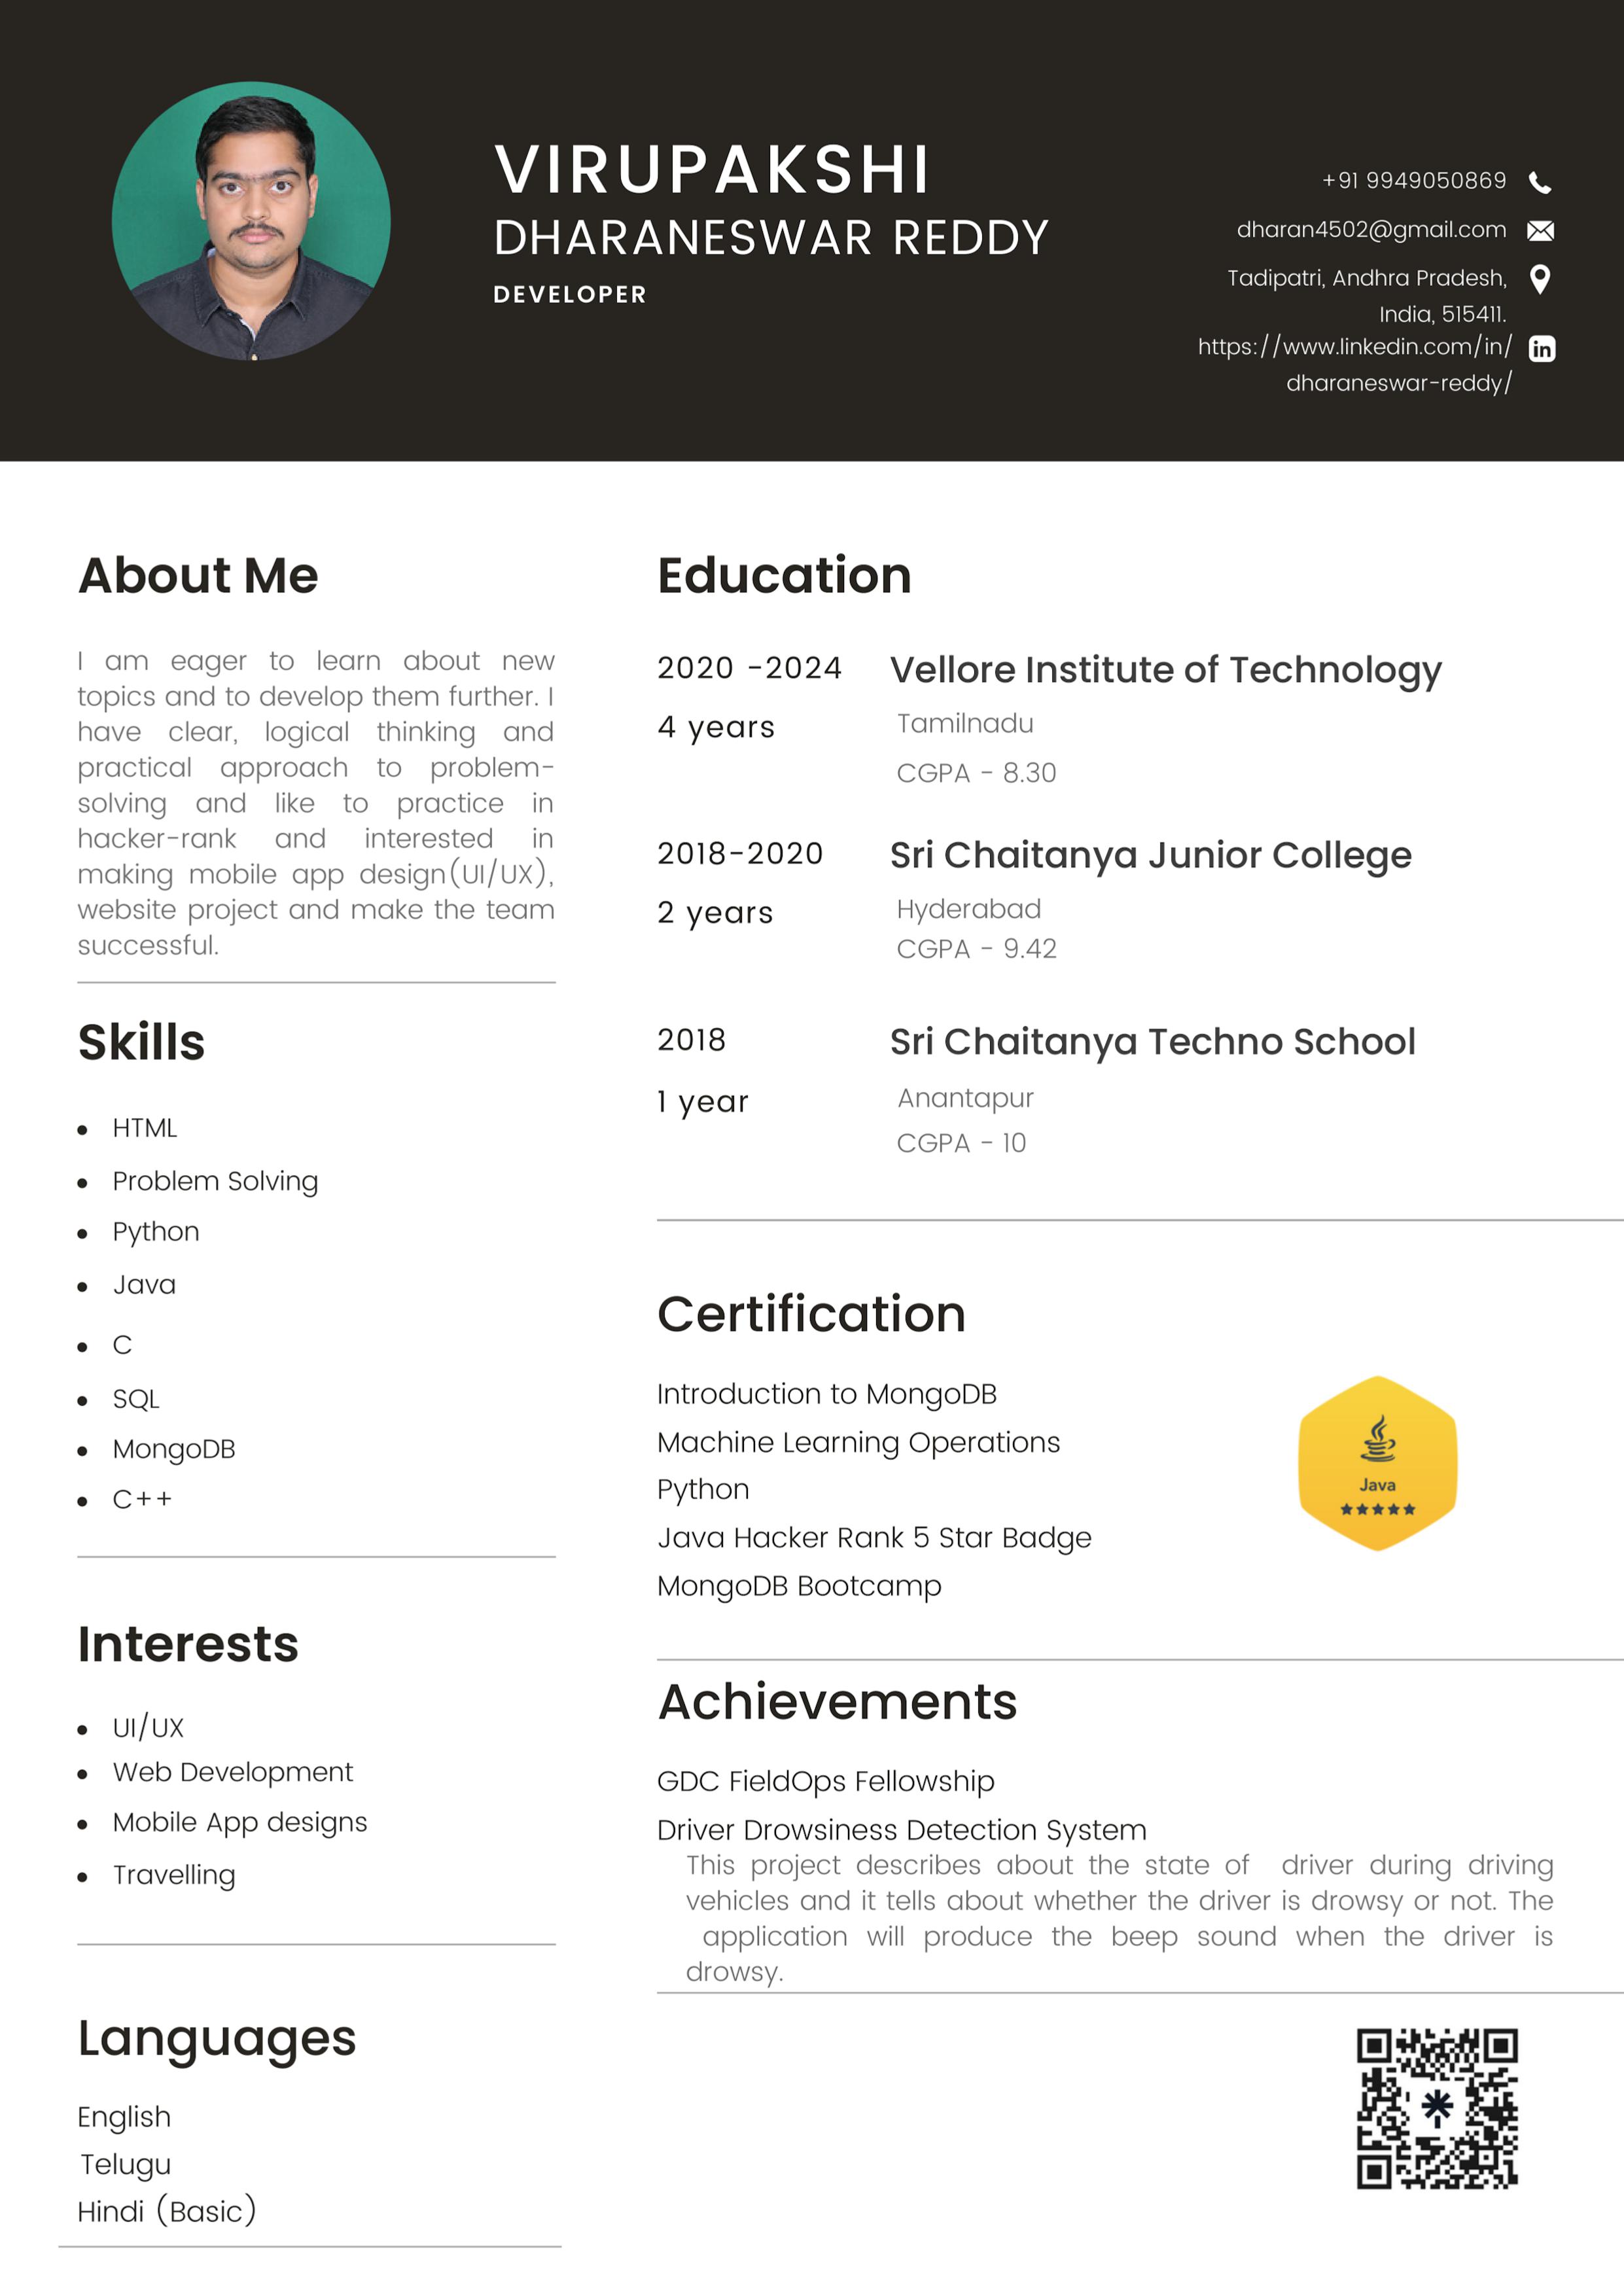 VIRUPAKSHI
DHARANESWAR REDDY
DEVELOPER
+91 9949050869
dharan4502@gmail.com
Tadipatri, Andhra Pradesh,
India, 515411.
https://www.linkedin.com/in/
dharaneswar-reddy/
in
About Me
I am eager to learn about new
topics and to develop them further. I
have clear, logical thinking and
practical approach to problem-
solving and like to practice in
hacker-rank and interested in
making mobile app design(UI/UX),
website project and make the team
successful.
Skills
HTML
Problem Solving
Python
Java
C
SQL
MongoDB
C++
Interests
UI/UX
Web Development
Mobile App designs
Travelling
Languages
English
Telugu
Hindi (Basic)
Education
2020 -2024 Vellore Institute of Technology
4 years Tamilnadu
CGPA - 8.30
2018-2020 Sri Chaitanya Junior College
2 years Hyderabad
CGPA - 9.42
2018 Sri Chaitanya Techno School
1 year Anantapur
CGPA - 10
Certification
Introduction to MongoDB
Machine Learning Operations
Python
Java Hacker Rank 5 Star Badge
MongoDB Bootcamp
Java
Achievements
GDC FieldOps Fellowship
Driver Drowsiness Detection System
This project describes about the state of driver during driving
vehicles and it tells about whether the driver is drowsy or not. The
application will produce the beep sound when the driver is
drowsy.